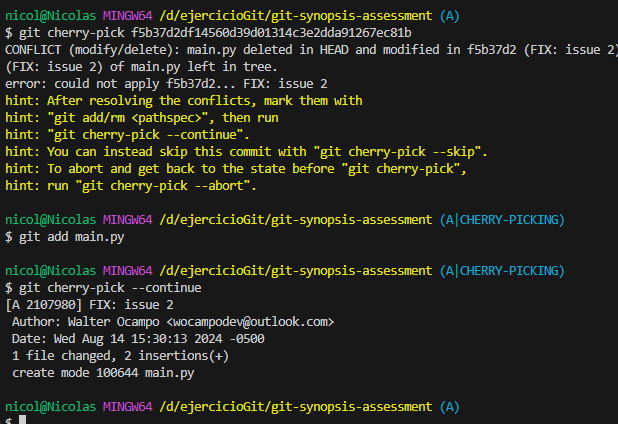 nicol@Nicolas MINGW64 /d/ejercicioGit/git-synopsis-assessment (A)
$ git cherry-pick f5b37d2df14560d39d01314c3e2dda91267ec81b
CONFLICT (modify/delete): main.py deleted in HEAD and modified in f5b37d2 (FIX: issue 2)
(FIX: issue 2) of main.py left in tree.
error: could not apply f5b37d2... FIX: issue 2
hint: After resolving the conflicts, mark them with
hint: "git add/rm <pathspec>", then run
hint: "git cherry-pick --continue".
hint: You can instead skip this commit with "git cherry-pick --skip".
hint: To abort and get back to the state before "git cherry-pick",
hint: run "git cherry-pick --abort".
nicol@Nicolas MINGW64 /d/ejercicioGit/git-synopsis-assessment (A|CHERRY-PICKING)
$ git add main.py
nicol@Nicolas MINGW64 /d/ejercicioGit/git-synopsis-assessment (A|CHERRY-PICKING)
$ git cherry-pick --continue
[A 2107980] FIX: issue 2
Author: Walter Ocampo <wocampodev@outlook.com>
Date: Wed Aug 14 15:30:13 2024 -0500
1 file changed, 2 insertions(+)
create mode 100644 main.py
nicol@Nicolas MINGW64 /d/ejercicioGit/git-synopsis-assessment (A)
$